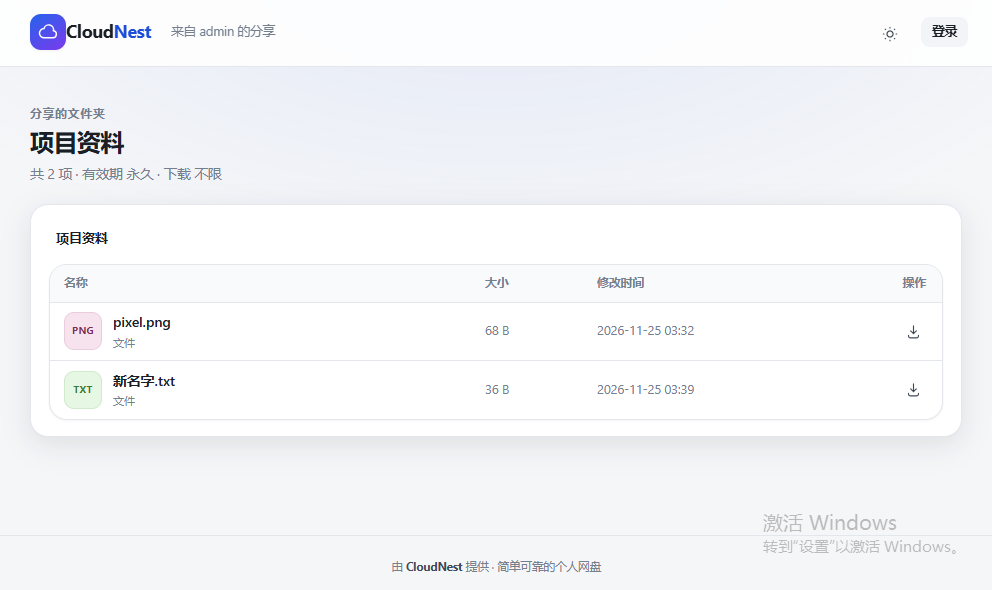 CloudNest 来自 admin 的分享 登录
分享的文件夹
项目资料
共 2 项 · 有效期 永久 · 下载 不限
项目资料
名称 大小 修改时间 操作
PNG pixel.png 68 B 2026-11-25 03:32
文件
TXT 新名字.txt 36 B 2026-11-25 03:39
文件
激活 Windows
转到"设置"以激活 Windows。
由 CloudNest 提供 · 简单可靠的个人网盘